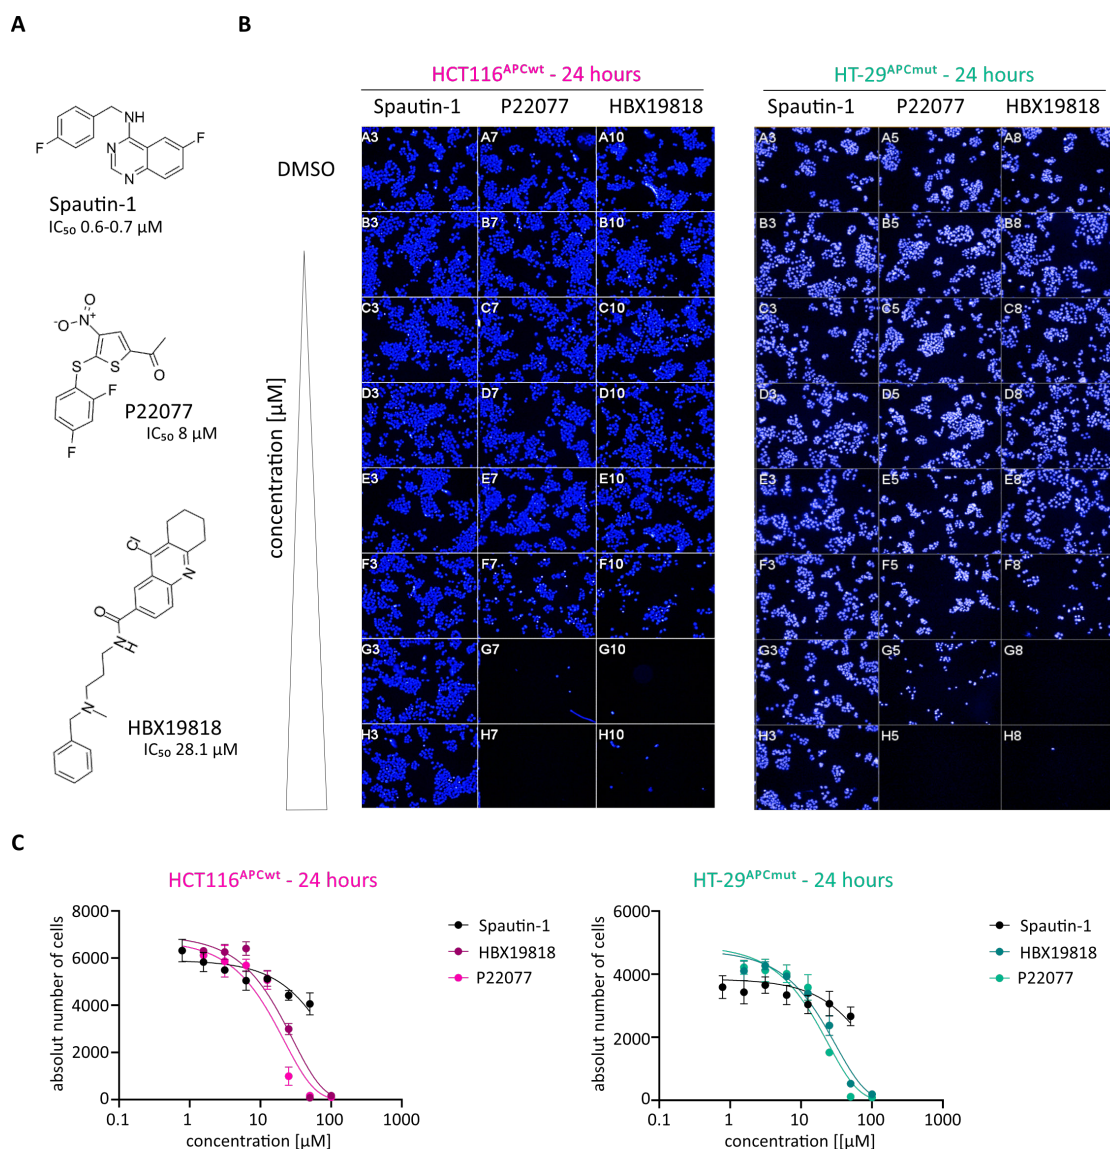 A
B
HCT116APCwt - 24 hours
HT-29APCmut - 24 hours
Spautin-1 P22077 HBX19818
Spautin-1 P22077 HBX19818
F
NH
F
N
N
Spautin-1
IC₅₀ 0.6-0.7 µM
O
-O N+
S S
O
F
F
P22077
IC₅₀ 8 µM
Cl
N
O
N
H
N
HBX19818
IC₅₀ 28.1 µM
DMSO
concentration [µM]
A3 A7 A10
B3 B7 B10
C3 C7 C10
D3 D7 D10
E3 E7 E10
F3 F7 F10
G3 G7 G10
H3 H7 H10
A3 A5 A8
B3 B5 B8
C3 C5 C8
D3 D5 D8
E3 E5 E8
F3 F5 F8
G3 G5 G8
H3 H5 H8
C
HCT116APCwt - 24 hours
absolut number of cells
8000
6000
4000
2000
0
0.1 1 10 100 1000
concentration [µM]
Spautin-1
HBX19818
P22077
HT-29APCmut - 24 hours
absolut number of cells
6000
4000
2000
0
0.1 1 10 100 1000
concentration [[µM]
Spautin-1
HBX19818
P22077